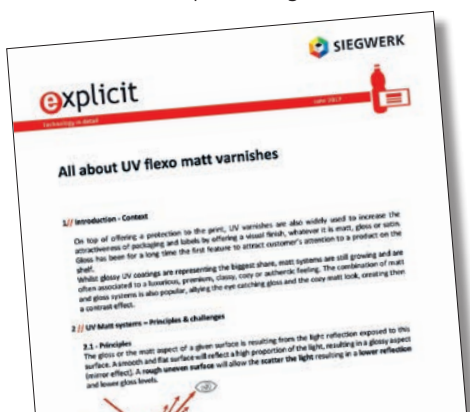 SIEGWERK
explicit
technology in detail
June 2017
All about UV flexo matt varnishes
1// Introduction - Context
On top of offering a protection to the print, UV varnishes are also widely used to increase the
attractiveness of packaging and labels by offering a visual finish, whatever it is matt, gloss or satin.
Gloss has been for a long time the first feature to attract customer's attention to a product on the
shelf.
Whilst glossy UV coatings are representing the biggest share, matt systems are still growing and are
often associated to a luxurious, premium, classy, cozy or authentic feeling. The combination of matt
and gloss systems is also popular, allying the eye catching gloss and the cozy matt look, creating then
a contrast effect.
2 // UV Matt systems – Principles & challenges
2.1 - Principles
The gloss or the matt aspect of a given surface is resulting from the light reflection exposed to this
surface. A smooth and flat surface will reflect a high proportion of the light, resulting in a glossy aspect
(mirror effect). A rough uneven surface will allow the scatter the light resulting in a lower reflection
and lower gloss levels.